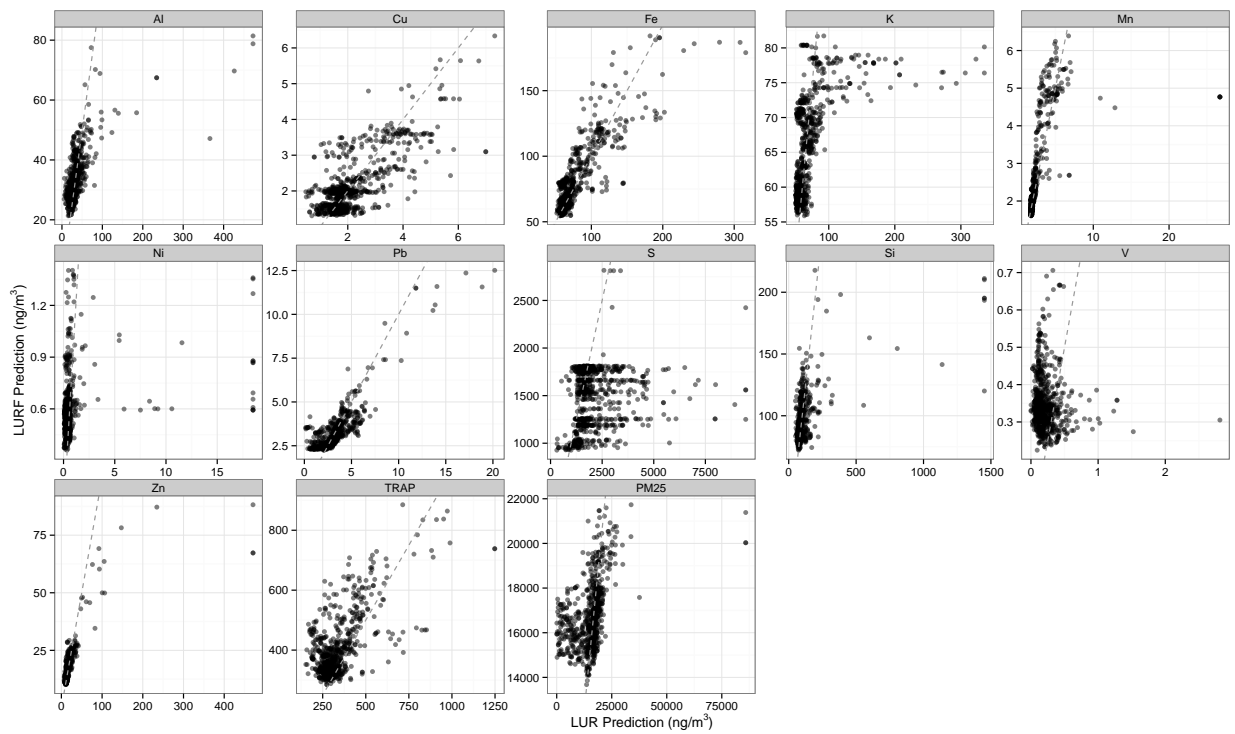 Al Cu Fe K Mn
80 60 40 20
6 5 4 3 2
150 100 50
80 75 70 65 60 55
6 5 4 3 2
0 100 200 300 400
2 4 6
100 200 300
100 200 300
10 20
Ni Pb S Si V
1.2 0.9 0.6
12.5 10.0 7.5 5.0 2.5
2500 2000 1500 1000
200 150 100
0.7 0.6 0.5 0.4 0.3
0 5 10 15
0 5 10 15 20
0 2500 5000 7500
0 500 1000 1500
0 1 2
Zn TRAP PM25
75 50 25
800 600 400
22000 20000 18000 16000 14000
0 100 200 300 400
250 500 750 1000 1250
0 25000 50000 75000
LURF Prediction (ng/m³)
LUR Prediction (ng/m³)